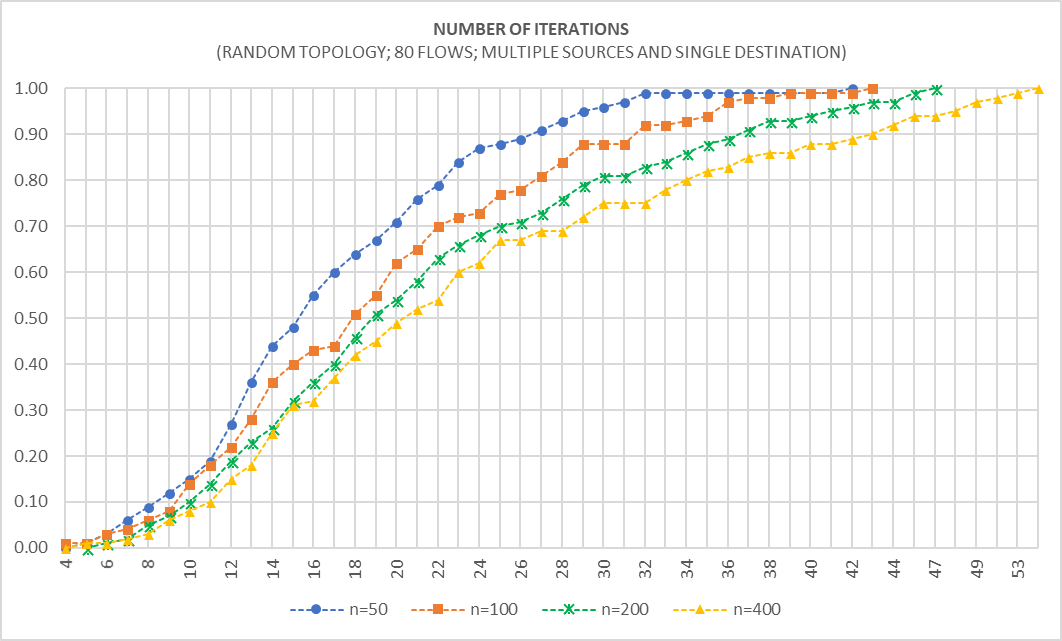 NUMBER OF ITERATIONS
(RANDOM TOPOLOGY; 80 FLOWS; MULTIPLE SOURCES AND SINGLE DESTINATION)
1.00
0.90
0.80
0.70
0.60
0.50
0.40
0.30
0.20
0.10
0.00
4 6 8 10 12 14 16 18 20 22 24 26 28 30 32 34 36 38 40 42 44 47 49 53
n=50 n=100 n=200 n=400